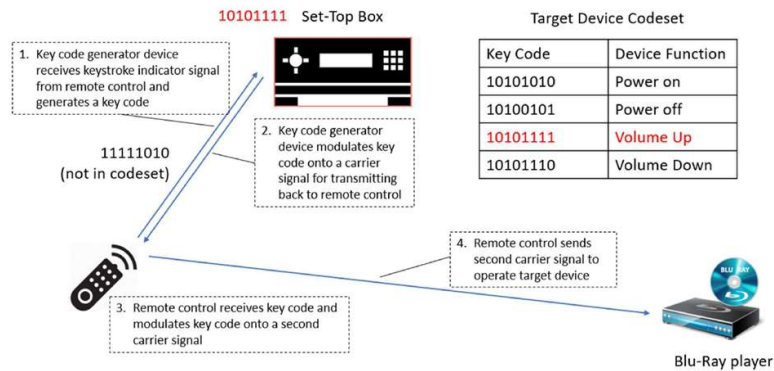 10101111 Set-Top Box
Target Device Codeset
1. Key code generator device
receives keystroke indicator signal
from remote control and
generates a key code
Key Code Device Function
10101010 Power on
10100101 Power off
10101111 Volume Up
10101110 Volume Down
2. Key code generator
device modulates key
code onto a carrier
signal for transmitting
back to remote control
11111010
(not in codeset)
4. Remote control sends
second carrier signal to
operate target device
3. Remote control receives key code and
modulates key code onto a second
carrier signal
BLU RAY
Blu-Ray player